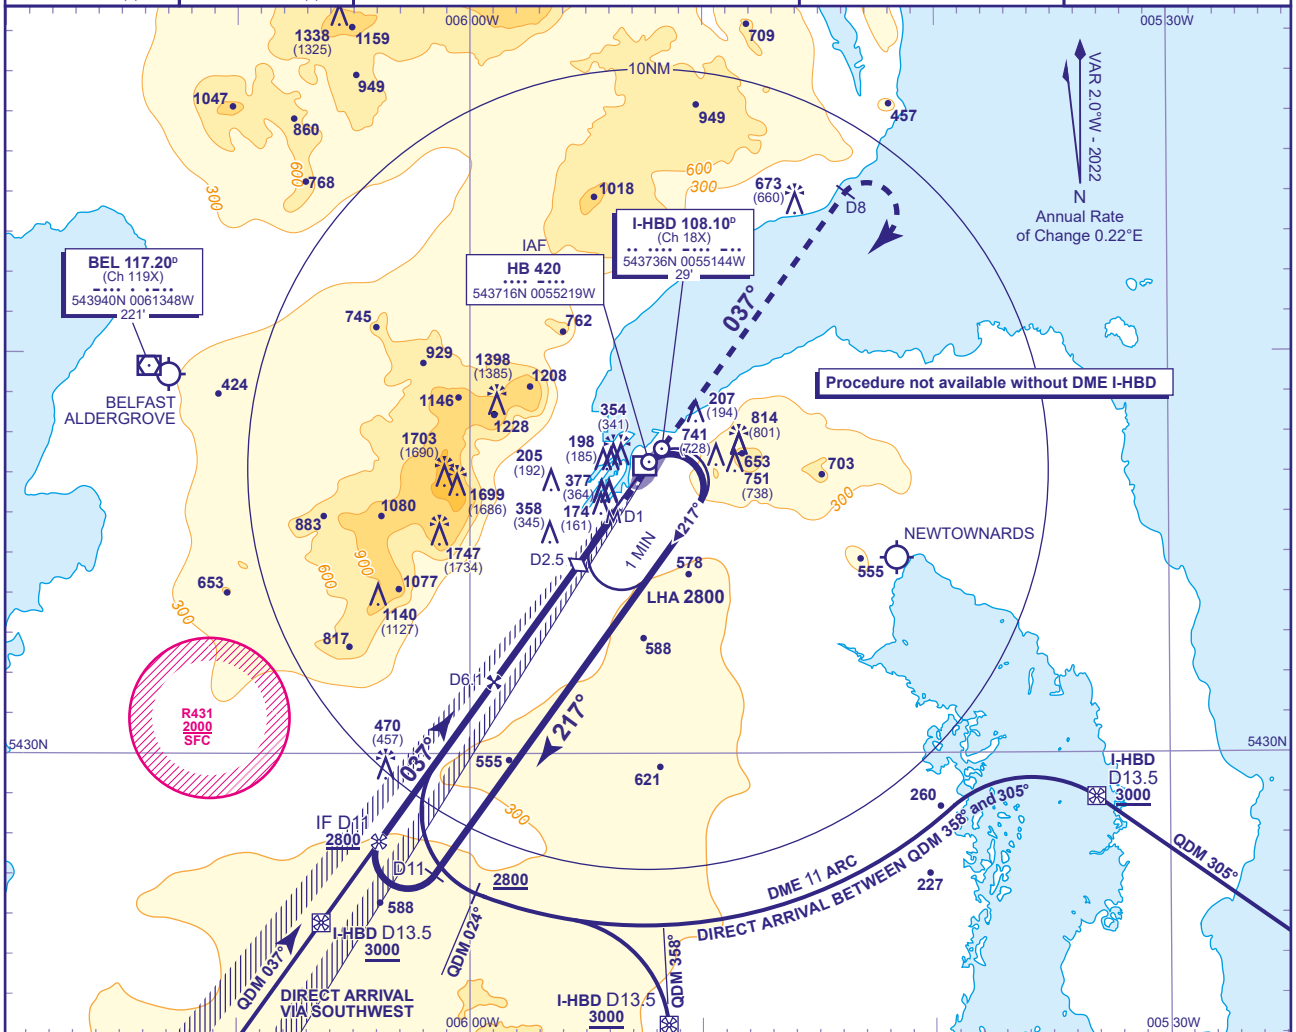 006 00W
005 30W
1338
(1325)
1159
949
1047
860
768
600
300
709
10NM
949
457
600
300
1018
673
(660)
D8
VAR 2.0°W - 2022
N
Annual Rate
of Change 0.22°E
I-HBD 108.10ᴰ
(Ch 18X)
·· ···· –··· –··
543736N 0055144W
29'
IAF
HB 420
···· –···
543716N 0055219W
BEL 117.20ᴰ
(Ch 119X)
–··· · ·–··
543940N 0061348W
221'
BELFAST
ALDERGROVE
424
745
929
762
1398
(1385)
1208
1146
1228
037°
Procedure not available without DME I-HBD
354
(341)
207
(194)
814
(801)
1703
(1690)
198
(185)
741
(728)
205
(192)
653
703
751
(738)
377
(364)
1699
(1686)
300
1080
883
358
(345)
174
(161)
D1
217°
1 MIN
NEWTOWNARDS
1747
(1734)
900
600
D2.5
578
555
1077
653
LHA 2800
300
1140
(1127)
817
588
D6.1
R431
2000
SFC
217°
470
(457)
037°
5430N
5430N
555
621
I-HBD
D13.5
3000
260
300
IF D11
2800
D11
2800
DME 11 ARC
DIRECT ARRIVAL BETWEEN QDM 358° and 305°
QDM 305°
227
588
I-HBD D13.5
3000
QDM 037°
QDM 024°
QDM 358°
DIRECT ARRIVAL
VIA SOUTHWEST
I-HBD D13.5
3000
006 00W
005 30W